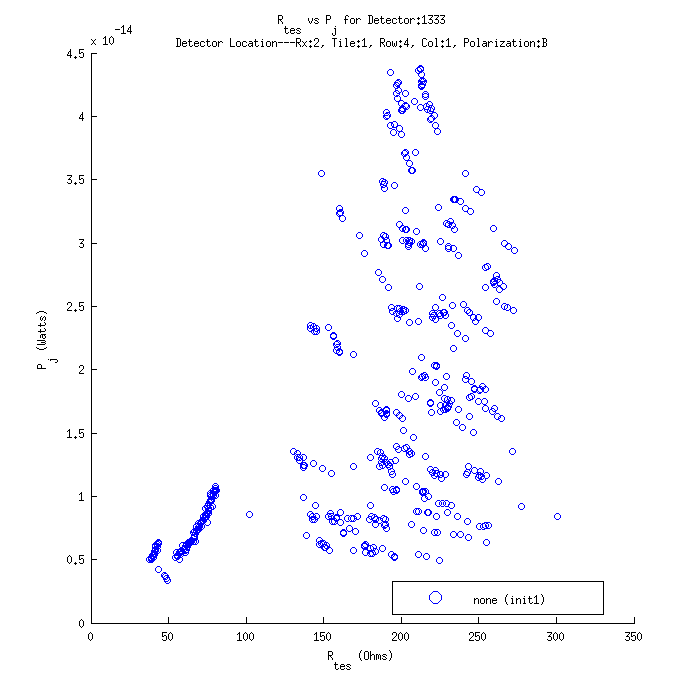 R_tes vs P_j for Detector:1333
Detector Location---Rx:2, Tile:1, Row:4, Col:1, Polarization:B
x 10^-14
4.5
4
3.5
3
2.5
2
1.5
1
0.5
0
P_j (Watts)
none (init1)
0 50 100 150 200 250 300 350
R_tes (Ohms)